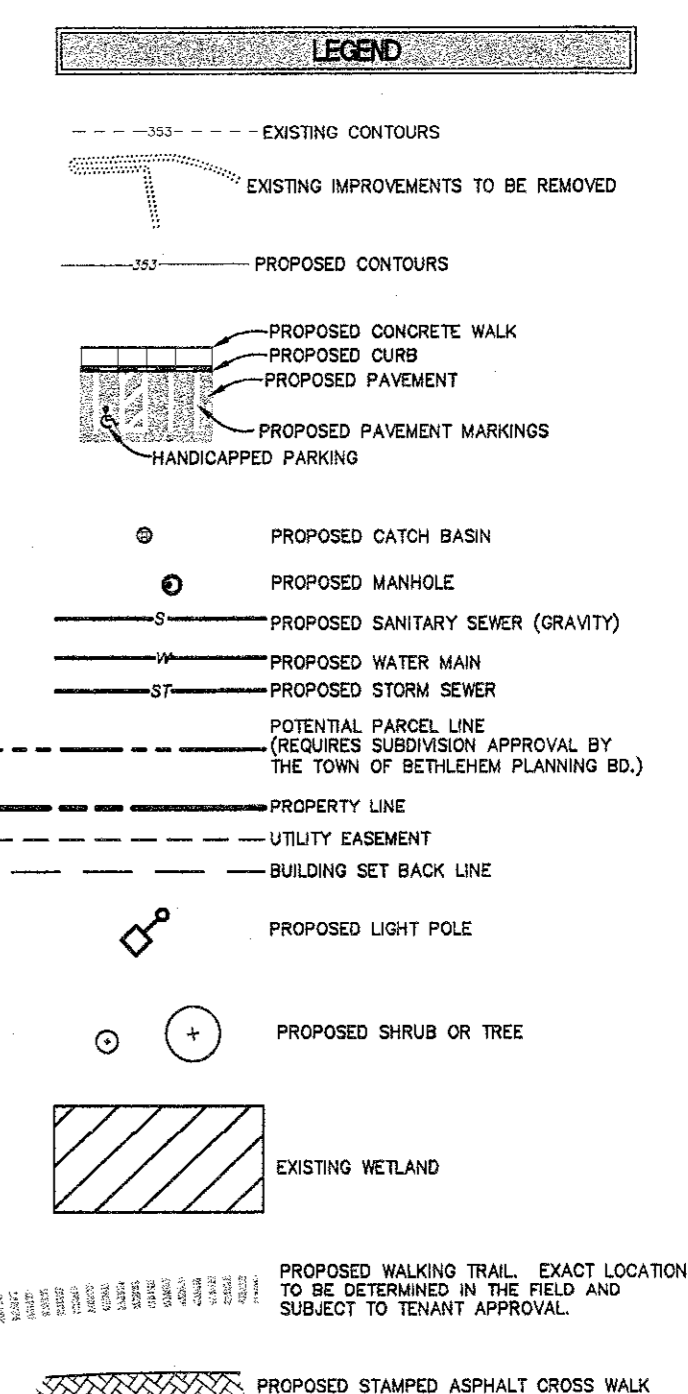 LEGEND
353 EXISTING CONTOURS
EXISTING IMPROVEMENTS TO BE REMOVED
353 PROPOSED CONTOURS
PROPOSED CONCRETE WALK
PROPOSED CURB
PROPOSED PAVEMENT
PROPOSED PAVEMENT MARKINGS
HANDICAPPED PARKING
PROPOSED CATCH BASIN
PROPOSED MANHOLE
S PROPOSED SANITARY SEWER (GRAVITY)
W PROPOSED WATER MAIN
ST PROPOSED STORM SEWER
POTENTIAL PARCEL LINE
(REQUIRES SUBDIVISION APPROVAL BY
THE TOWN OF BETHLEHEM PLANNING BD.)
PROPERTY LINE
UTILITY EASEMENT
BUILDING SET BACK LINE
PROPOSED LIGHT POLE
PROPOSED SHRUB OR TREE
EXISTING WETLAND
PROPOSED WALKING TRAIL. EXACT LOCATION
TO BE DETERMINED IN THE FIELD AND
SUBJECT TO TENANT APPROVAL.
PROPOSED STAMPED ASPHALT CROSS WALK